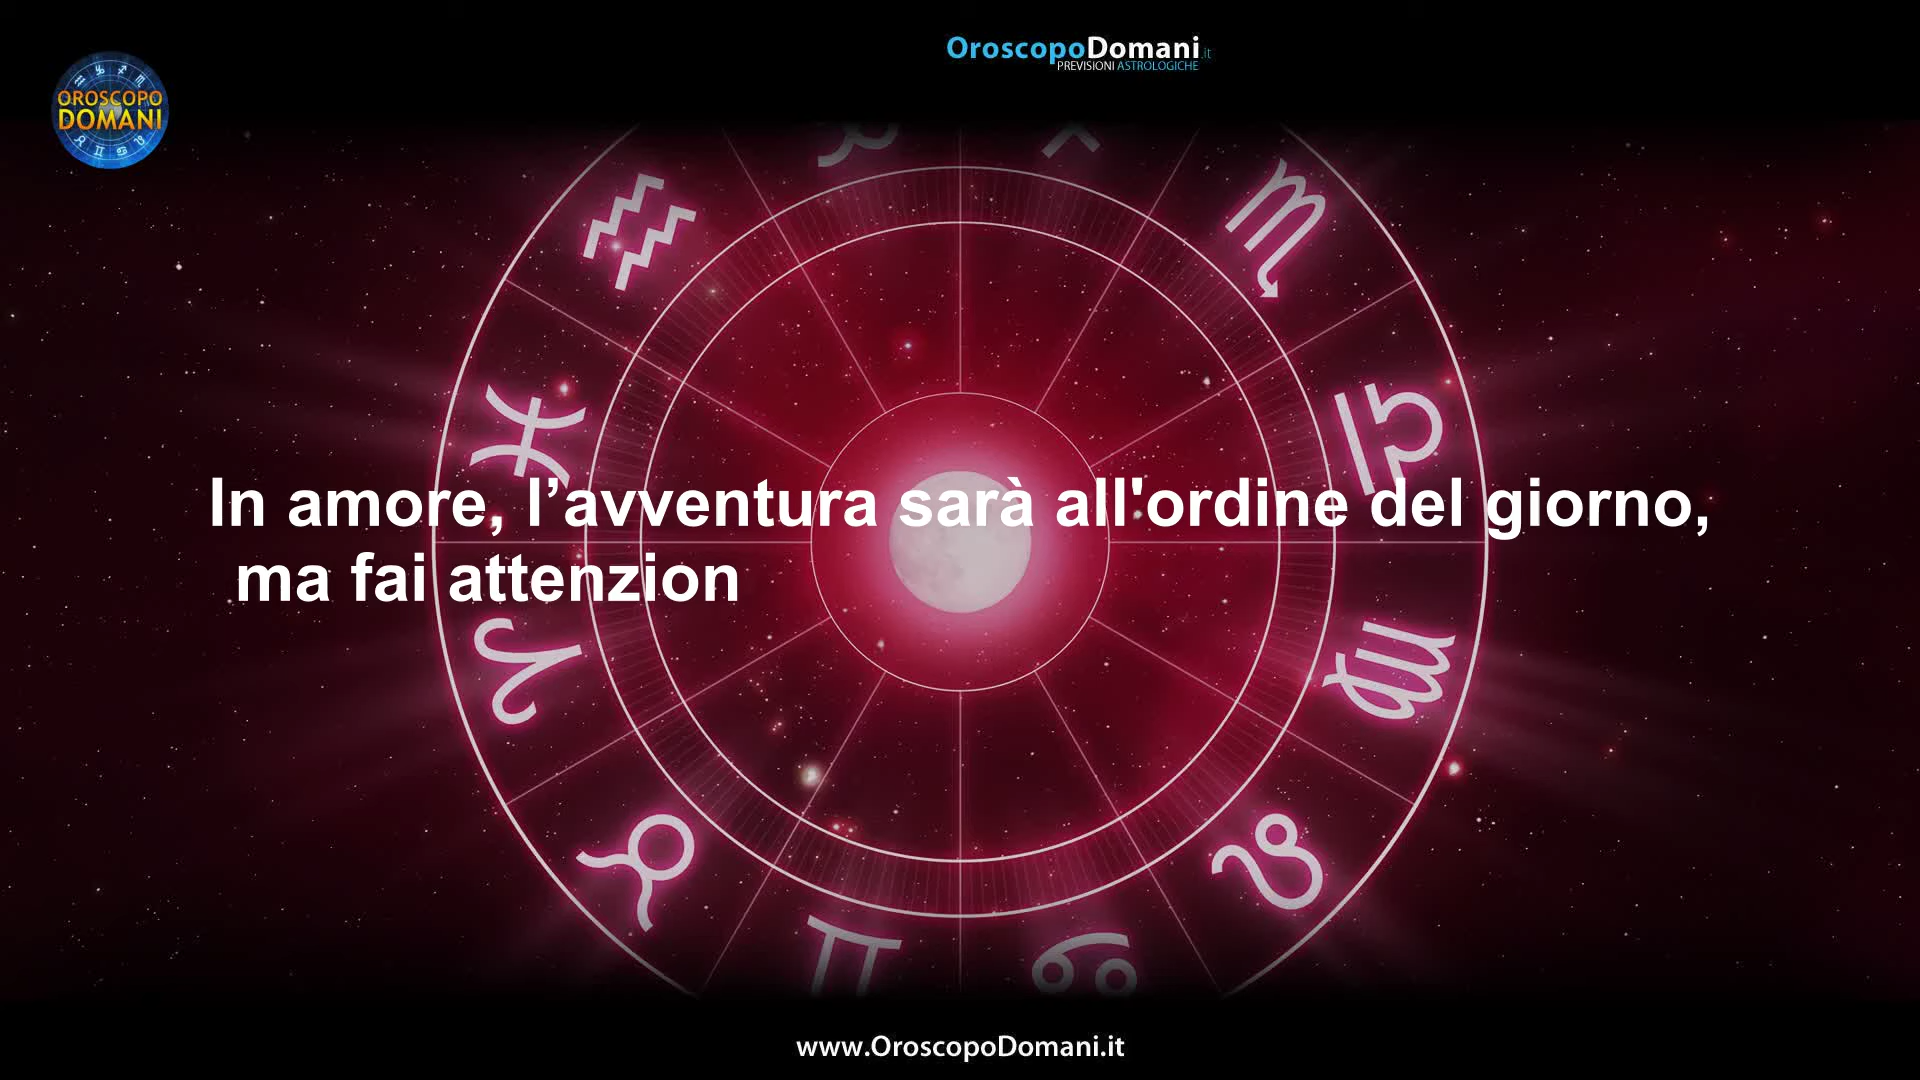 OroscopoDomani.it
PREVISIONI ASTROLOGICHE
OROSCOPO
DOMANI
In amore, l’avventura sarà all'ordine del giorno,
ma fai attenzion
www.OroscopoDomani.it